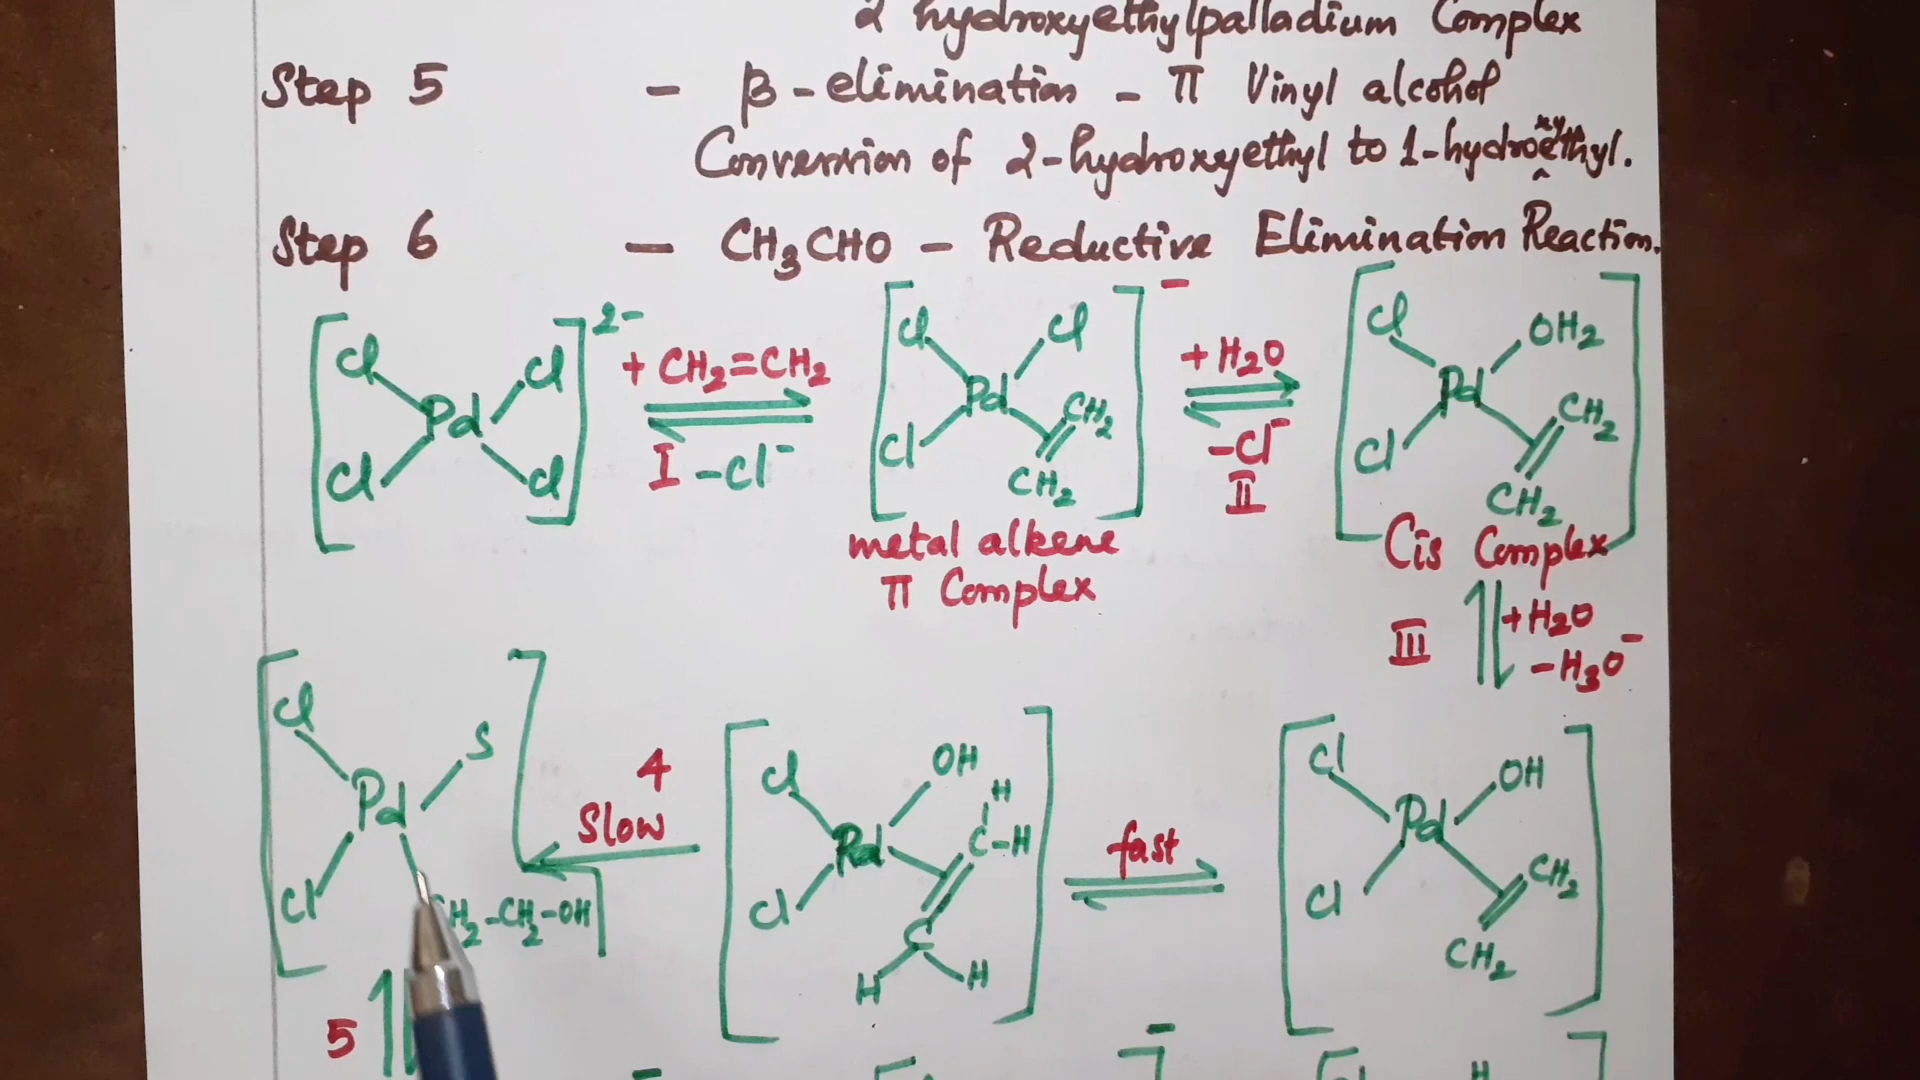 2 hydroxyethylpalladium Complex
Step 5 - β-elimination - π Vinyl alcohol
Conversion of 2-hydroxyethyl to 1-hydroxyethyl.
Step 6 - CH3CHO - Reductive Elimination Reaction.
Cl Cl Pd Cl Cl 2-
+ CH2=CH2
I -Cl-
Cl Cl Pd Cl CH2 CH2 -
metal alkene
π Complex
+ H2O
-Cl-
II
Cl OH2 Pd Cl CH2 CH2
Cis Complex
III +H2O
-H3O-
Cl OH Pd Cl CH2 CH2
fast
Cl OH Pd Cl C-H H C H H
4
Slow
Cl S Pd Cl CH2-CH2-OH
5